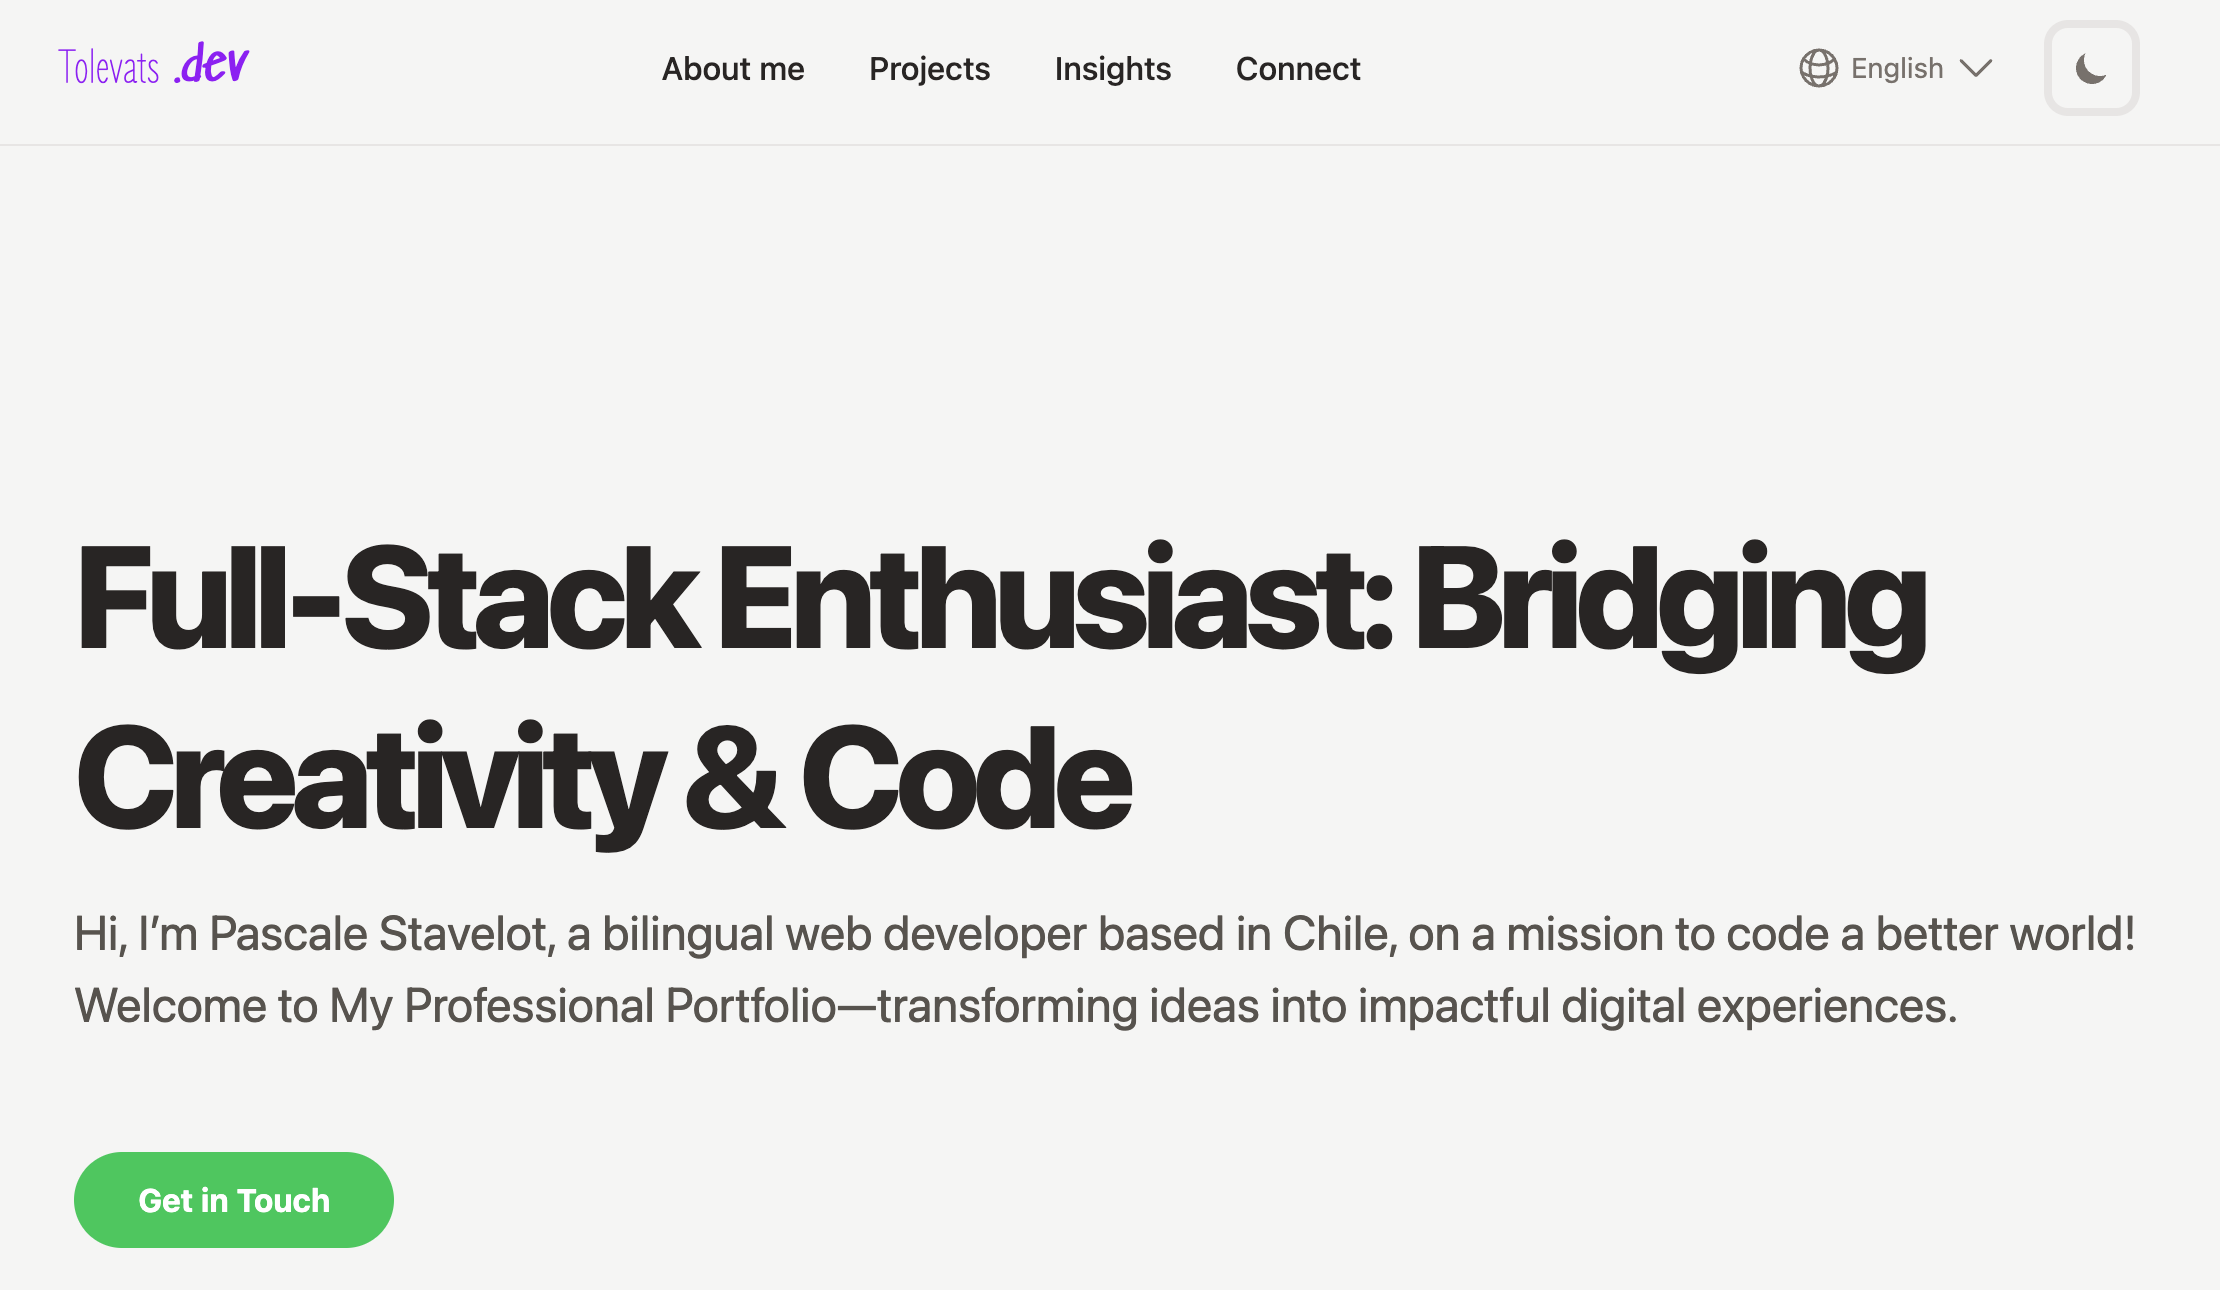 Tolevats .dev
About me
Projects
Insights
Connect
English
Full-Stack Enthusiast: Bridging
Creativity & Code
Hi, I’m Pascale Stavelot, a bilingual web developer based in Chile, on a mission to code a better world!
Welcome to My Professional Portfolio—transforming ideas into impactful digital experiences.
Get in Touch